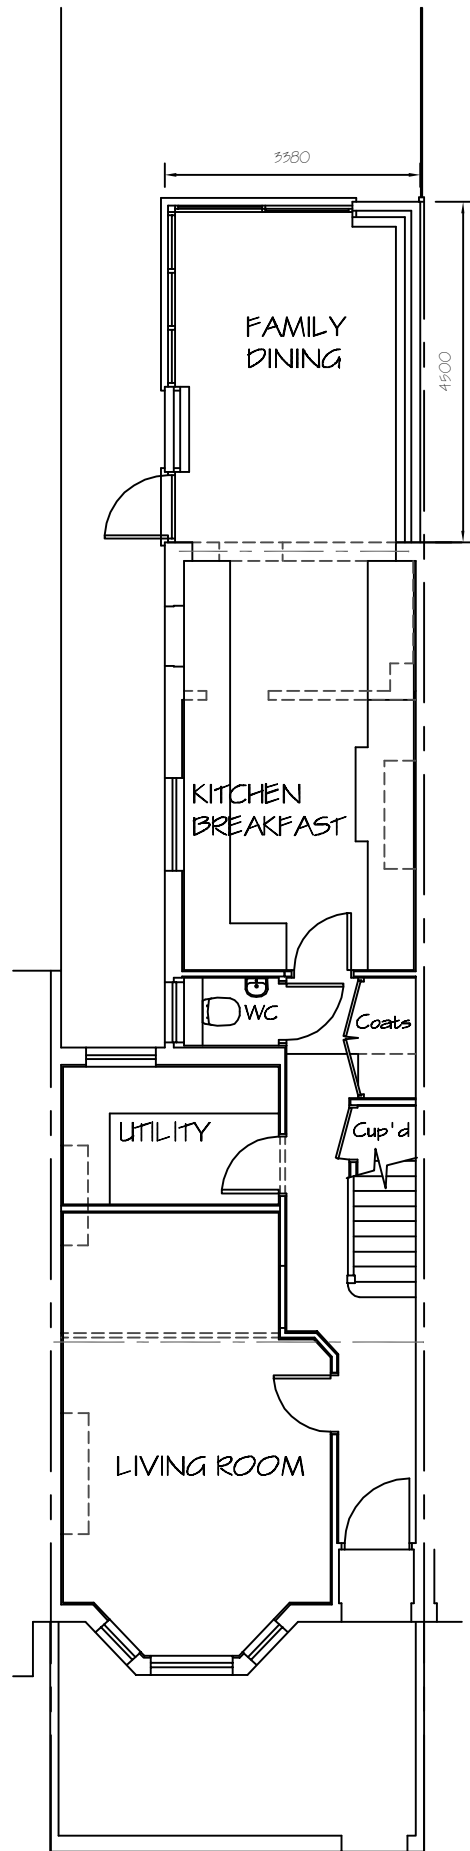 3380
FAMILY
DINING
4500
KITCHEN
BREAKFAST
WC
Coats
UTILITY
Cup'd
LIVING ROOM